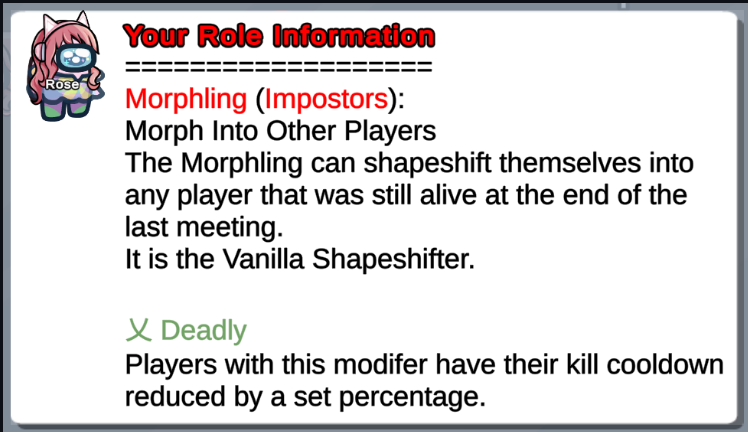 Your Role Information
Rose
===================
Morphling (Impostors):
Morph Into Other Players
The Morphling can shapeshift themselves into
any player that was still alive at the end of the
last meeting.
It is the Vanilla Shapeshifter.
乂 Deadly
Players with this modifer have their kill cooldown
reduced by a set percentage.